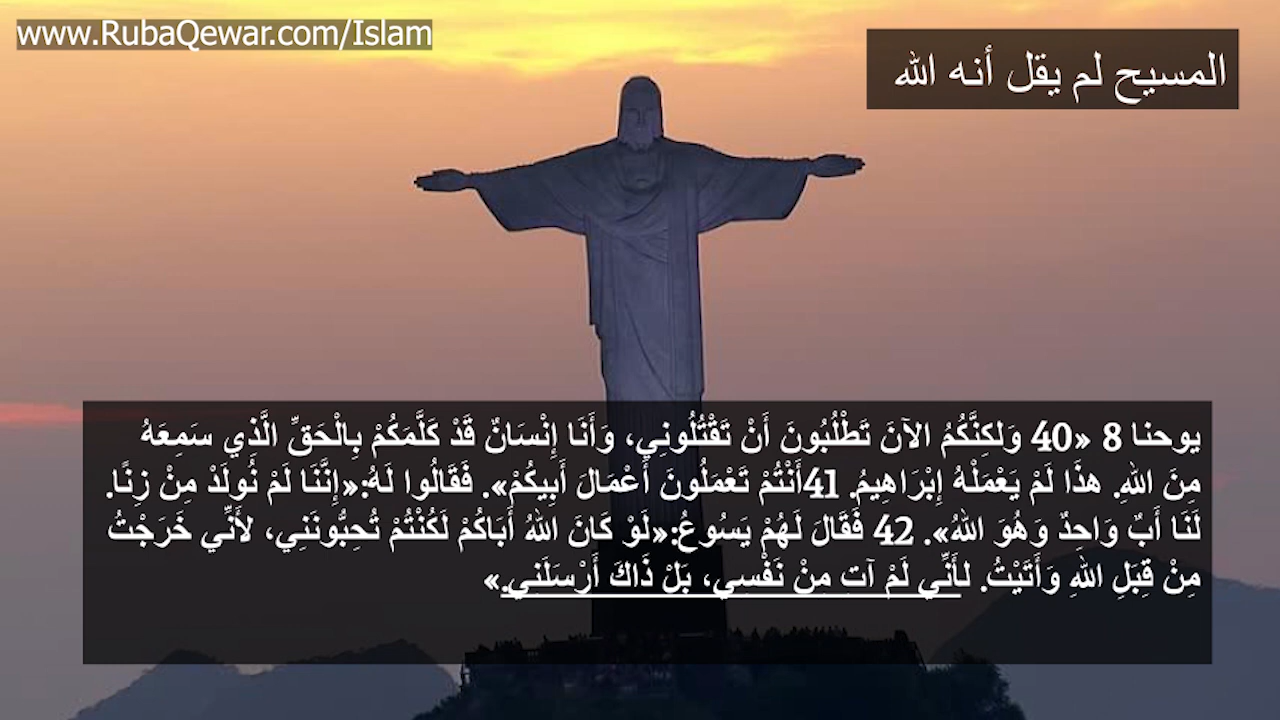 www.RubaQewar.com/Islam
المسيح لم يقل أنه الله
يوحنا 8 «40 وَلكِنَّكُمُ الآنَ تَطْلُبُونَ أَنْ تَقْتُلُونِي، وَأَنَا إِنْسَانٌ قَدْ كَلَّمَكُمْ بِالْحَقِّ الَّذِي سَمِعَهُ
مِنَ اللهِ. هذَا لَمْ يَعْمَلْهُ إِبْرَاهِيمُ. 41أَنْتُمْ تَعْمَلُونَ أَعْمَالَ أَبِيكُمْ». فَقَالُوا لَهُ:«إِنَّنَا لَمْ نُولَدْ مِنْ زِنًا.
لَنَا أَبٌ وَاحِدٌ وَهُوَ اللهُ». 42 فَقَالَ لَهُمْ يَسُوعُ:«لَوْ كَانَ اللهُ أَبَاكُمْ لَكُنْتُمْ تُحِبُّونَنِي، لأَنِّي خَرَجْتُ
مِنْ قِبَلِ اللهِ وَأَتَيْتُ. لأَنِّي لَمْ آتِ مِنْ نَفْسِي، بَلْ ذَاكَ أَرْسَلَنِي.»